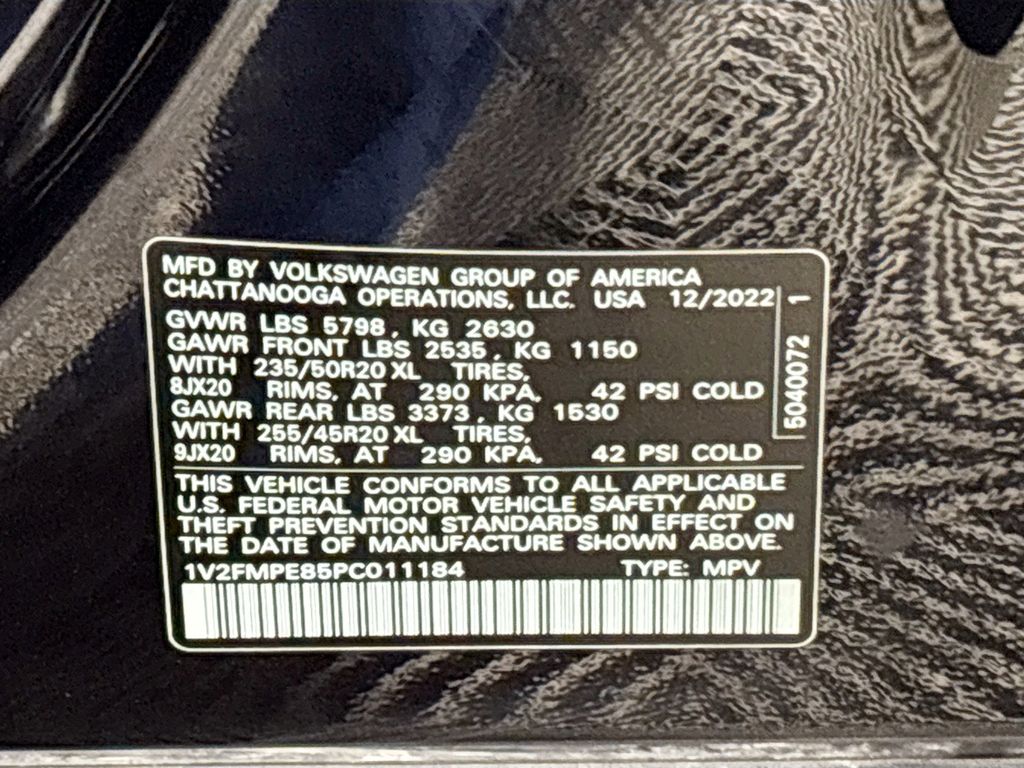 MFD BY VOLKSWAGEN GROUP OF AMERICA
CHATTANOOGA OPERATIONS, LLC. USA 12/2022
GVWR LBS 5798, KG 2630
GAWR FRONT LBS 2535, KG 1150
WITH 235/50R20 XL TIRES,
8JX20 RIMS, AT 290 KPA, 42 PSI COLD
GAWR REAR LBS 3373, KG 1530
WITH 255/45R20 XL TIRES,
9JX20 RIMS, AT 290 KPA, 42 PSI COLD
5040072 1
THIS VEHICLE CONFORMS TO ALL APPLICABLE
U.S. FEDERAL MOTOR VEHICLE SAFETY AND
THEFT PREVENTION STANDARDS IN EFFECT ON
THE DATE OF MANUFACTURE SHOWN ABOVE.
1V2FMPE85PC011184 TYPE: MPV